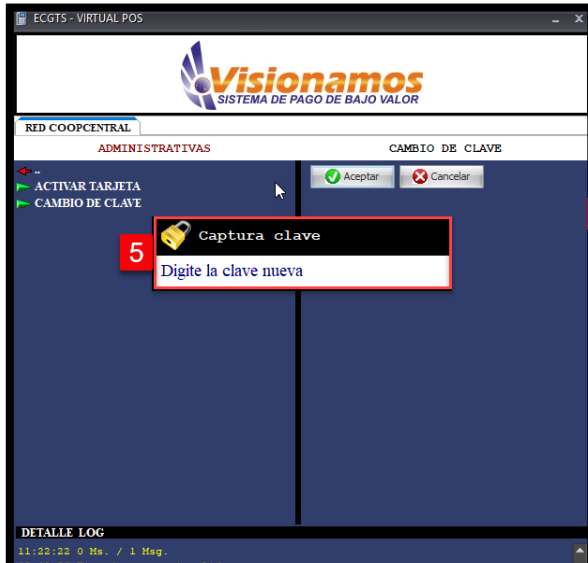 ECGTS - VIRTUAL POS
Visionamos
SISTEMA DE PAGO DE BAJO VALOR
RED COOPCENTRAL
ADMINISTRATIVAS
CAMBIO DE CLAVE
..
Aceptar
Cancelar
ACTIVAR TARJETA
CAMBIO DE CLAVE
5
Captura clave
Digite la clave nueva
DETALLE LOG
11:22:22 0 Ms. / 1 Msg.